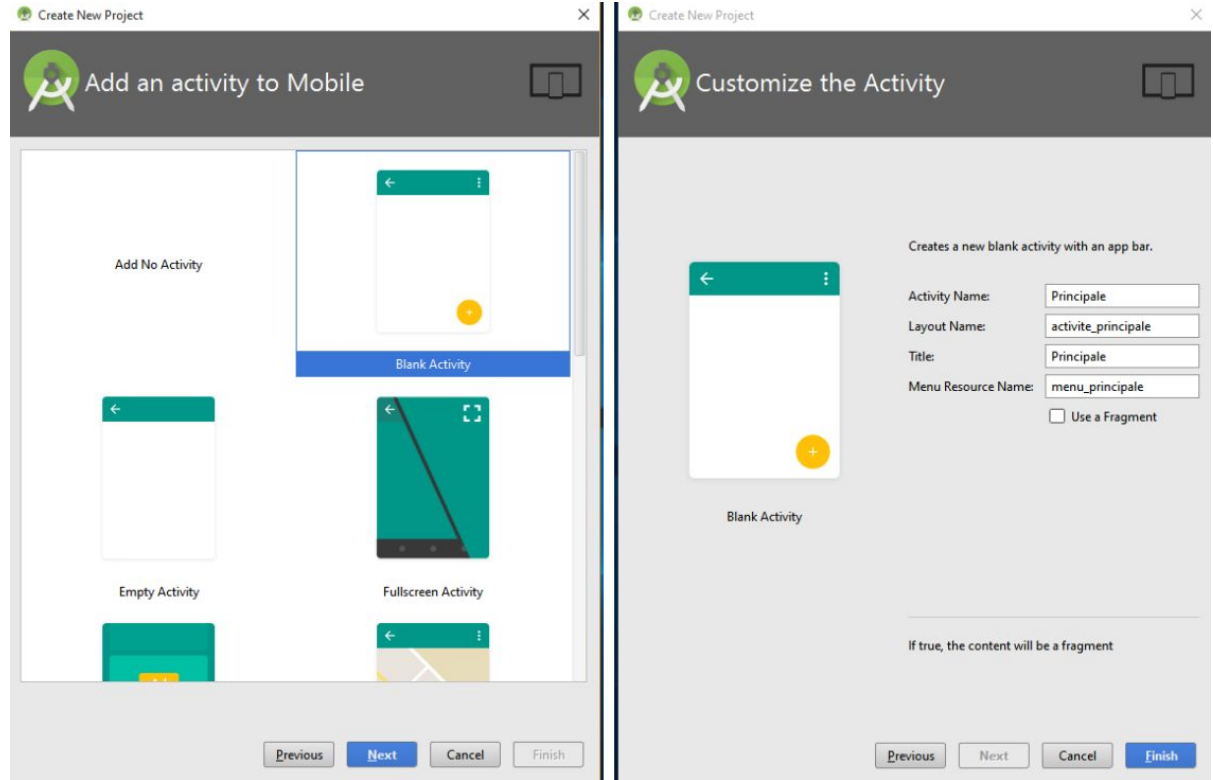 Create New Project
Add an activity to Mobile
Add No Activity
Blank Activity
Empty Activity
Fullscreen Activity
Previous
Next
Cancel
Finish
Create New Project
Customize the Activity
Creates a new blank activity with an app bar.
Activity Name: Principale
Layout Name: activite_principale
Title: Principale
Menu Resource Name: menu_principale
Use a Fragment
Blank Activity
If true, the content will be a fragment
Previous
Next
Cancel
Finish